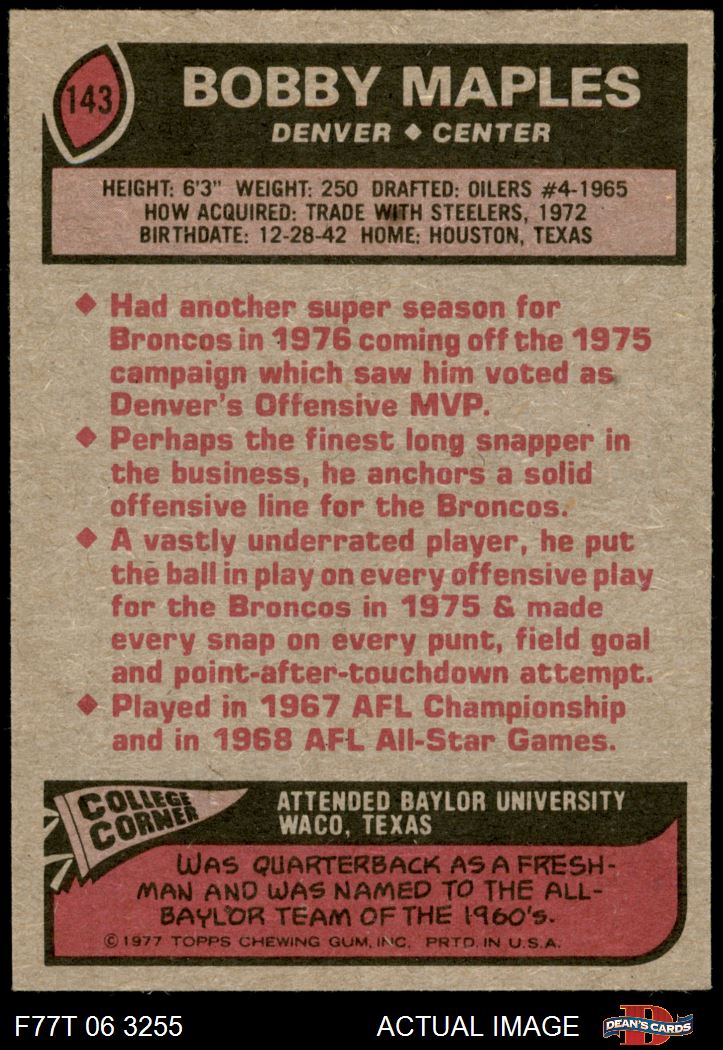 143
BOBBY MAPLES
DENVER ◆ CENTER
HEIGHT: 6'3" WEIGHT: 250 DRAFTED: OILERS #4-1965
HOW ACQUIRED: TRADE WITH STEELERS, 1972
BIRTHDATE: 12-28-42 HOME: HOUSTON, TEXAS
◆ Had another super season for
Broncos in 1976 coming off the 1975
campaign which saw him voted as
Denver's Offensive MVP.
◆ Perhaps the finest long snapper in
the business, he anchors a solid
offensive line for the Broncos.
◆ A vastly underrated player, he put
the ball in play on every offensive play
for the Broncos in 1975 & made
every snap on every punt, field goal
and point-after-touchdown attempt.
◆ Played in 1967 AFL Championship
and in 1968 AFL All-Star Games.
COLLEGE
CORNER
ATTENDED BAYLOR UNIVERSITY
WACO, TEXAS
WAS QUARTERBACK AS A FRESH-
MAN AND WAS NAMED TO THE ALL-
BAYLOR TEAM OF THE 1960'S.
© 1977 TOPPS CHEWING GUM, INC. PRTD. IN U.S.A.
F77T 06 3255
ACTUAL IMAGE
D
DEAN'S CARDS